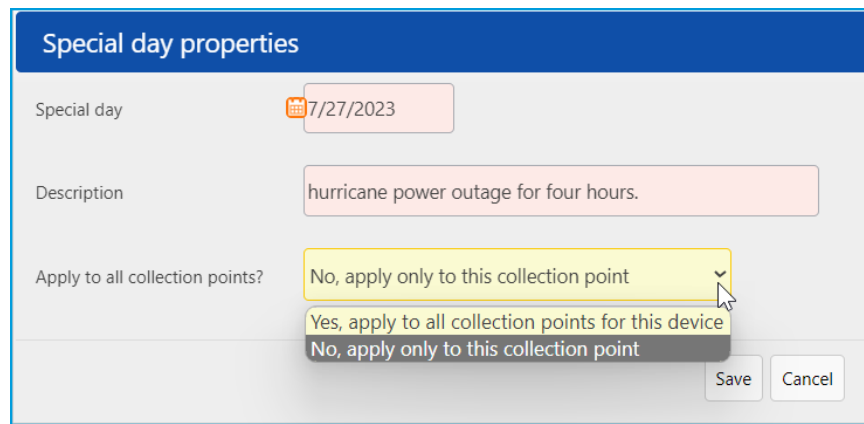 Special day properties
Special day
7/27/2023
Description
hurricane power outage for four hours.
Apply to all collection points?
No, apply only to this collection point
Yes, apply to all collection points for this device
No, apply only to this collection point
Save
Cancel